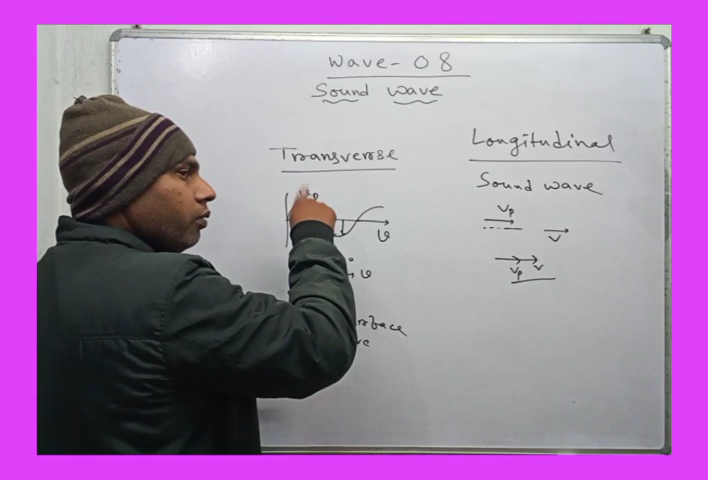 Wave-08
Sound wave
Transverse
υ
υ
Longitudinal
Sound wave
Vp
v
Vp v